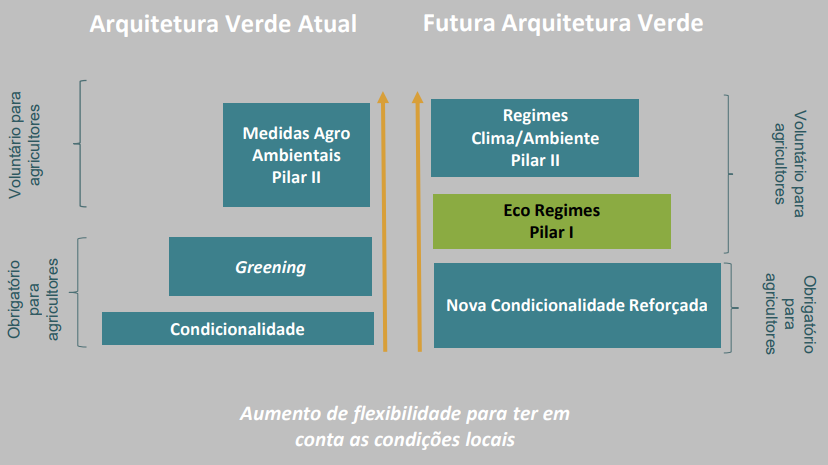 Arquitetura Verde Atual
Futura Arquitetura Verde
Voluntário para
agricultores
Medidas Agro
Ambientais
Pilar II
Obrigatório
para
agricultores
Greening
Condicionalidade
Regimes
Clima/Ambiente
Pilar II
Eco Regimes
Pilar I
Nova Condicionalidade Reforçada
Voluntário para
agricultores
Obrigatório
para
agricultores
Aumento de flexibilidade para ter em
conta as condições locais